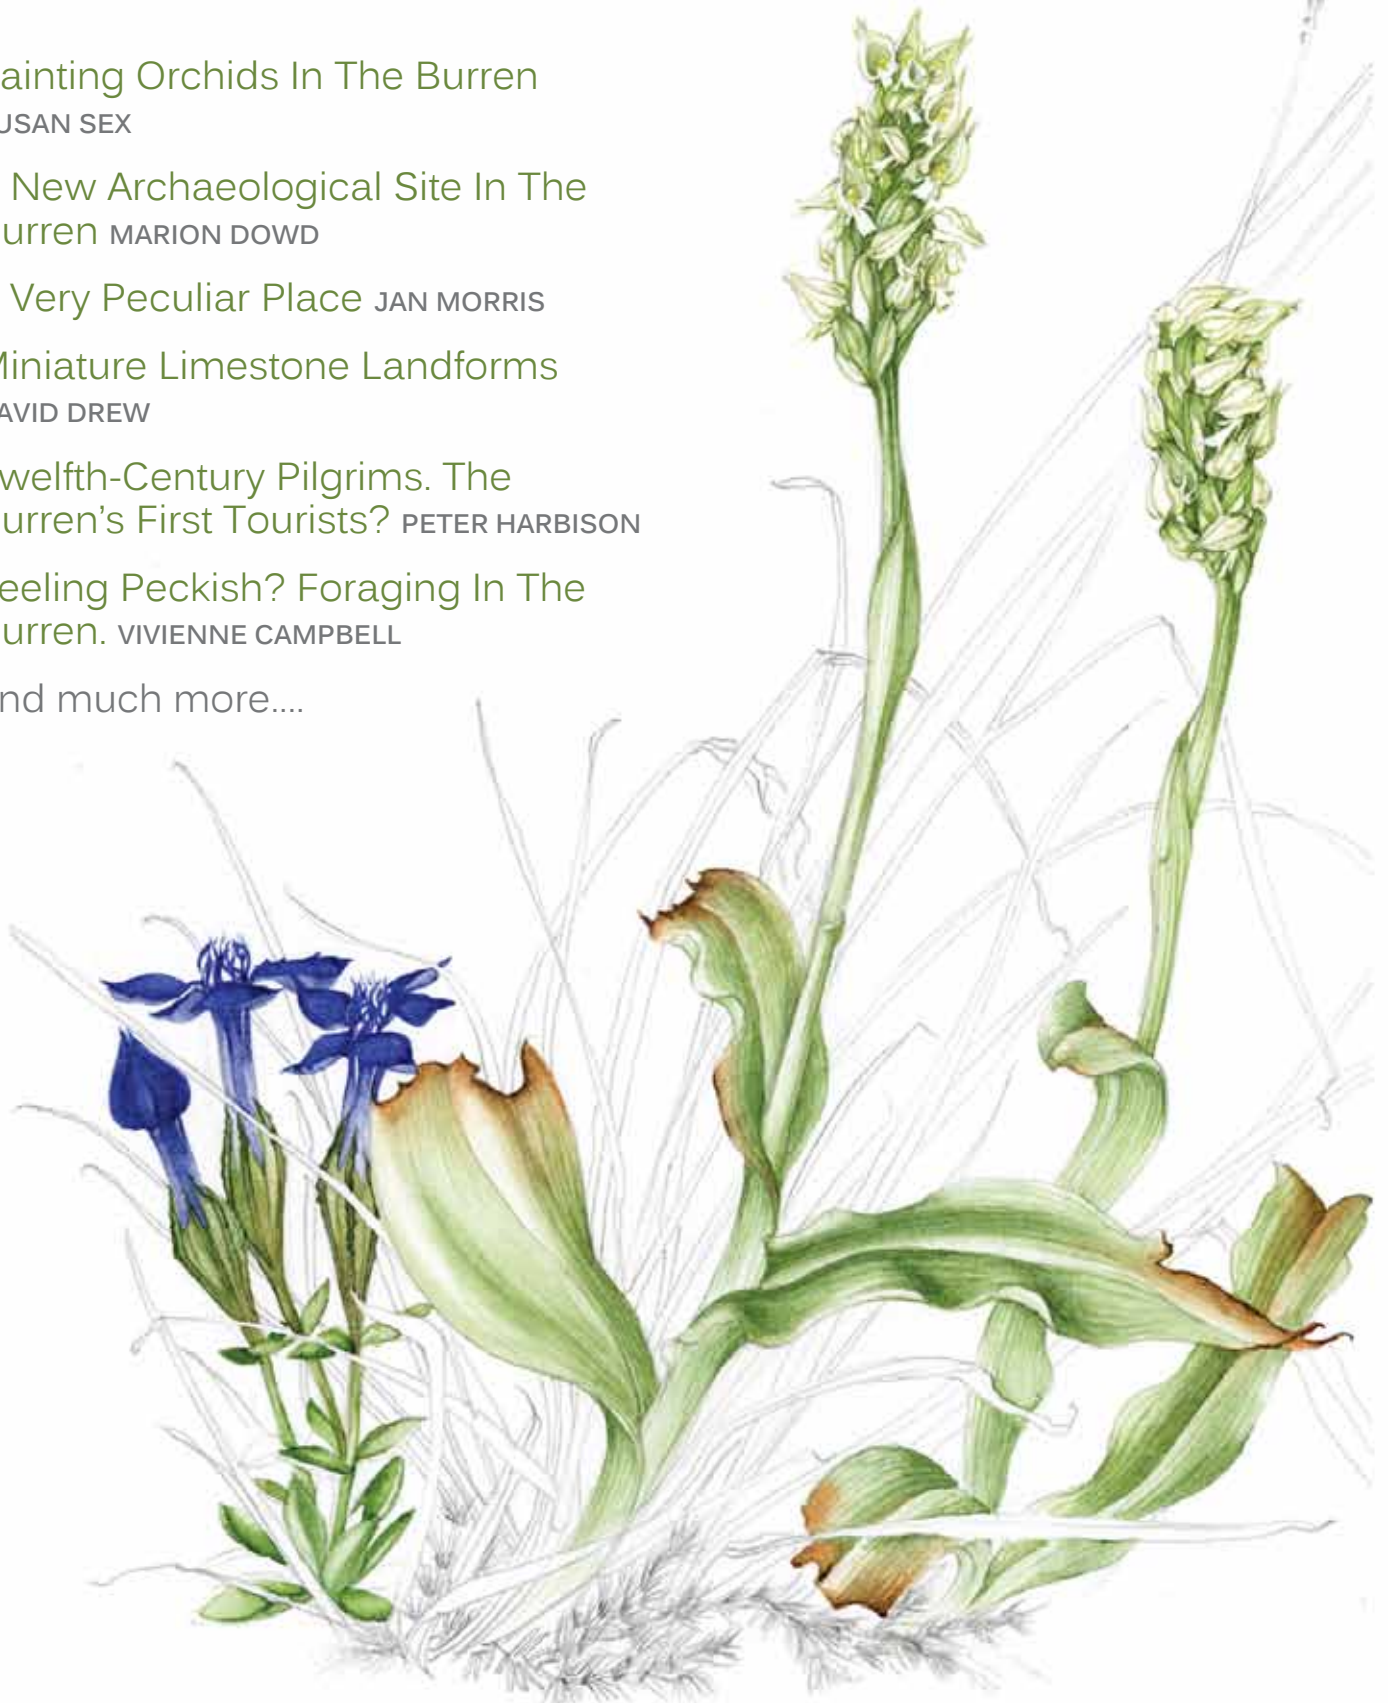 ainting Orchids In The Burren
USAN SEX
New Archaeological Site In The
urren MARION DOWD
Very Peculiar Place JAN MORRIS
Miniature Limestone Landforms
AVID DREW
welfth-Century Pilgrims. The
urren's First Tourists? PETER HARBISON
eeling Peckish? Foraging In The
urren. VIVIENNE CAMPBELL
nd much more....